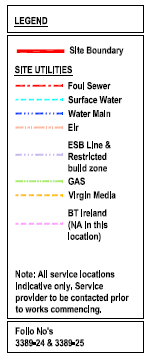 LEGEND
Site Boundary
SITE UTILITIES
Foul Sewer
Surface Water
Water Main
Eir
ESB Line &
Restricted
build zone
GAS
Virgin Media
BT Ireland
(NA in this
location)
Note: All service locations
indicative only, Service
provider to be contacted prior
to works commencing.
Folio No's
3389-24 & 3389-25